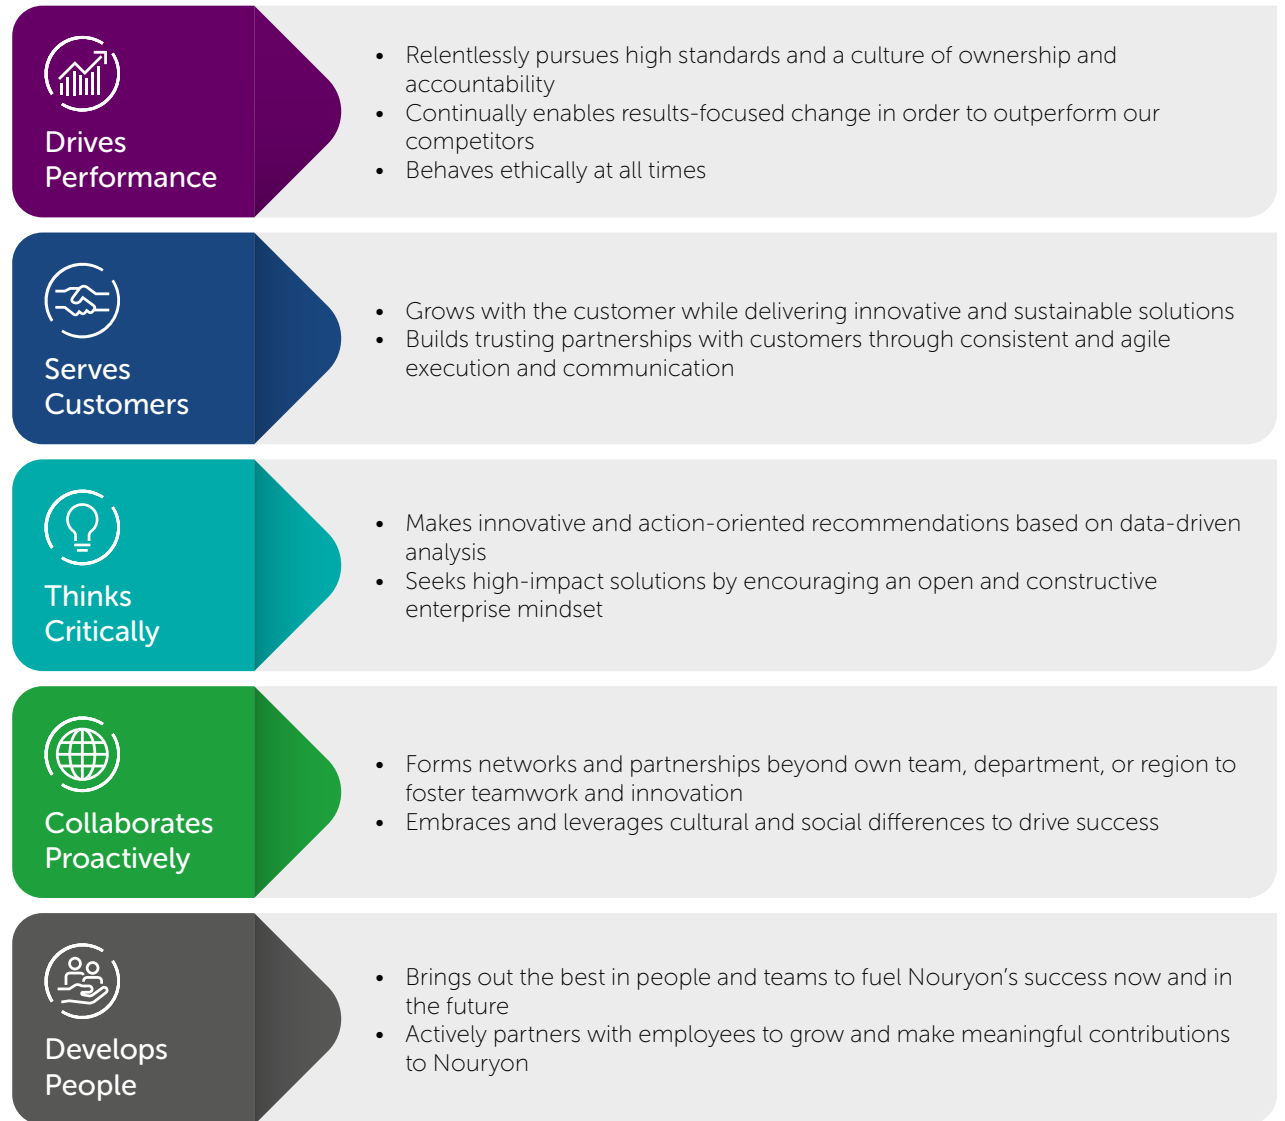 Drives
Performance
• Relentlessly pursues high standards and a culture of ownership and
accountability
• Continually enables results-focused change in order to outperform our
competitors
• Behaves ethically at all times
Serves
Customers
• Grows with the customer while delivering innovative and sustainable solutions
• Builds trusting partnerships with customers through consistent and agile
execution and communication
Thinks
Critically
• Makes innovative and action-oriented recommendations based on data-driven
analysis
• Seeks high-impact solutions by encouraging an open and constructive
enterprise mindset
Collaborates
Proactively
• Forms networks and partnerships beyond own team, department, or region to
foster teamwork and innovation
• Embraces and leverages cultural and social differences to drive success
Develops
People
• Brings out the best in people and teams to fuel Nouryon’s success now and in
the future
• Actively partners with employees to grow and make meaningful contributions
to Nouryon